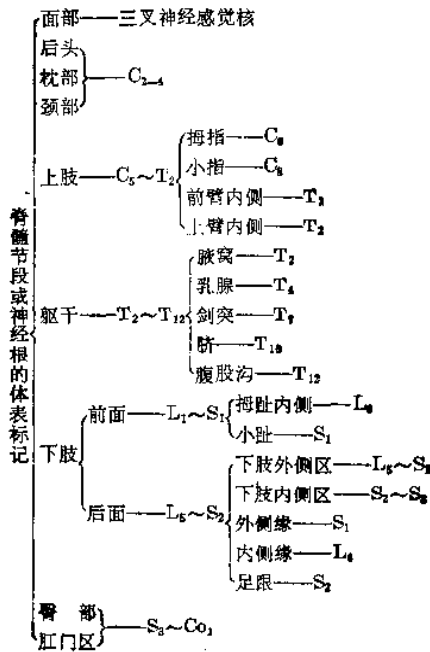 脊髓节段或神经根的体表标记
面部——三叉神经感觉核
后头
枕部——C₂₋₄
颈部
上肢——C₅～T₂
拇指——C₆
小指——C₈
前臂内侧——T₂
上臂内侧——T₂
躯干——T₂～T₁₂
腋窝——T₂
乳腺——T₄
剑突——T₇
脐——T₁₀
腹股沟——T₁₂
下肢
前面——L₁～S₁
拇趾内侧——L
小趾——S₁
后面——L₅～S₂
下肢外侧区——L₅～S
下肢内侧区——S₂～S₃
外侧缘——S₁
内侧缘——L₄
足跟——S₂
臀部
肛门区——S₃～Co₁